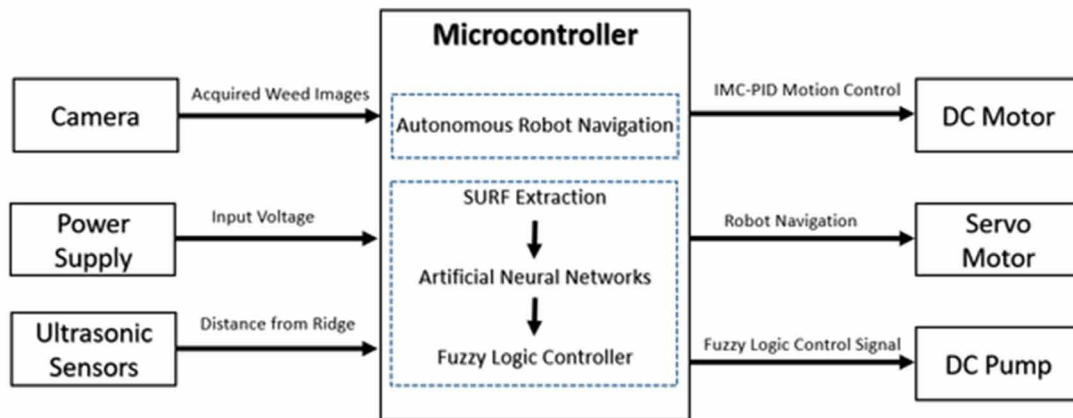 Microcontroller
Camera
Acquired Weed Images
Autonomous Robot Navigation
IMC-PID Motion Control
DC Motor
Power
Supply
Input Voltage
SURF Extraction
Artificial Neural Networks
Fuzzy Logic Controller
Robot Navigation
Servo
Motor
Ultrasonic
Sensors
Distance from Ridge
Fuzzy Logic Control Signal
DC Pump